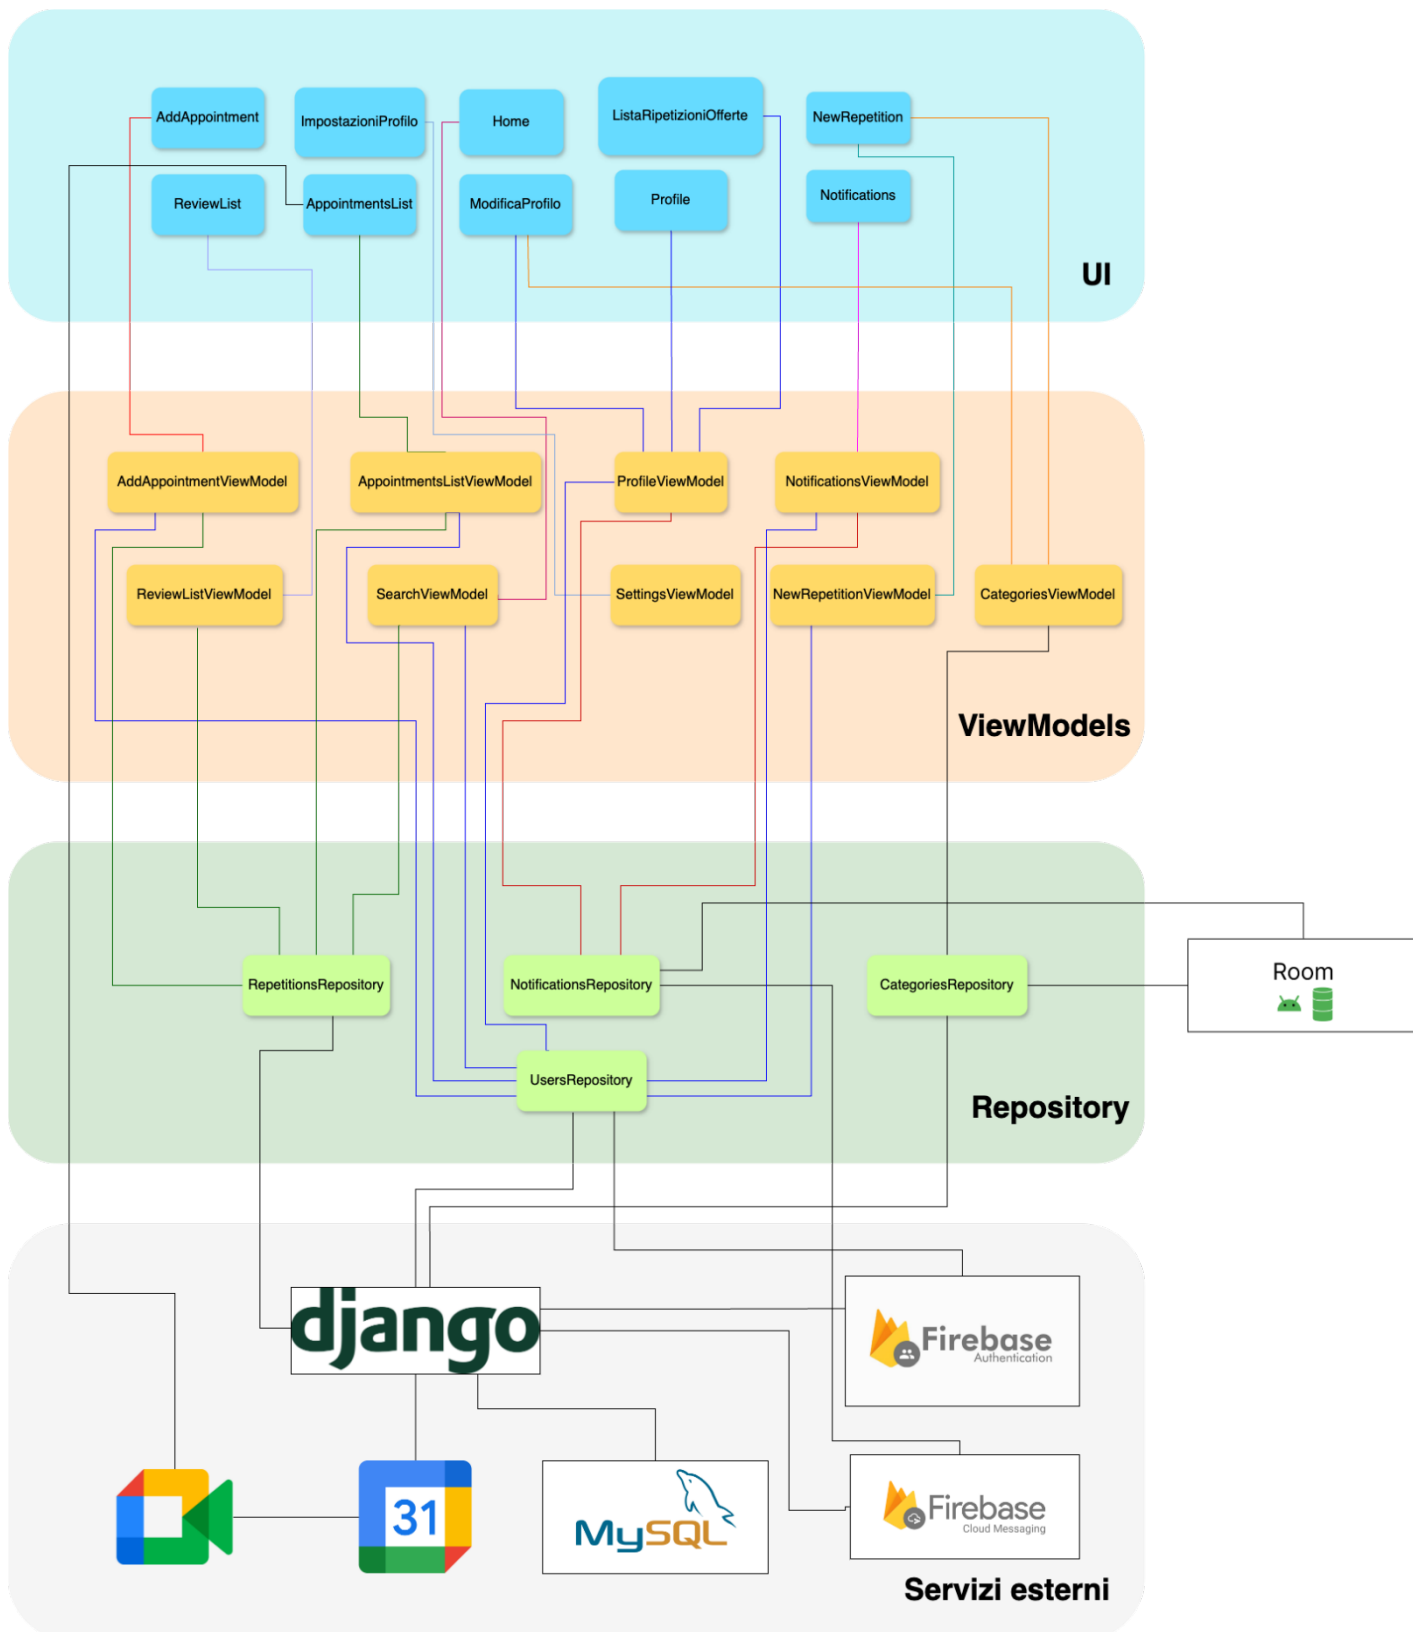 AddAppointment
ImpostazioniProfilo
Home
ListaRipetizioniOfferte
NewRepetition
ReviewList
AppointmentsList
ModificaProfilo
Profile
Notifications
UI
AddAppointmentViewModel
AppointmentsListViewModel
ProfileViewModel
NotificationsViewModel
ReviewListViewModel
SearchViewModel
SettingsViewModel
NewRepetitionViewModel
CategoriesViewModel
ViewModels
RepetitionsRepository
NotificationsRepository
CategoriesRepository
Room
UsersRepository
Repository
django
Firebase
Authentication
31
MySQL
Firebase
Cloud Messaging
Servizi esterni